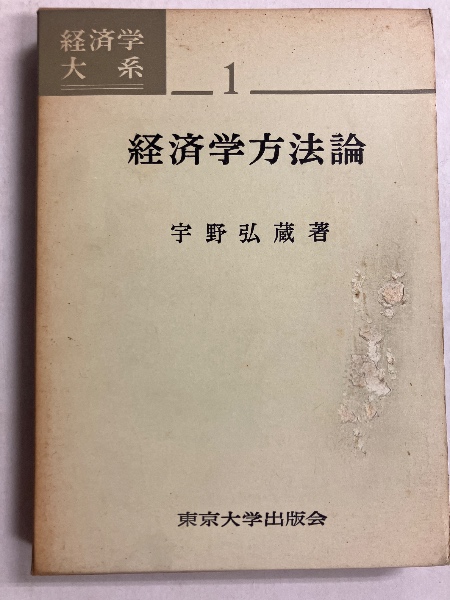 経済学
大系
1
経済学方法論
宇野弘蔵著
東京大学出版会